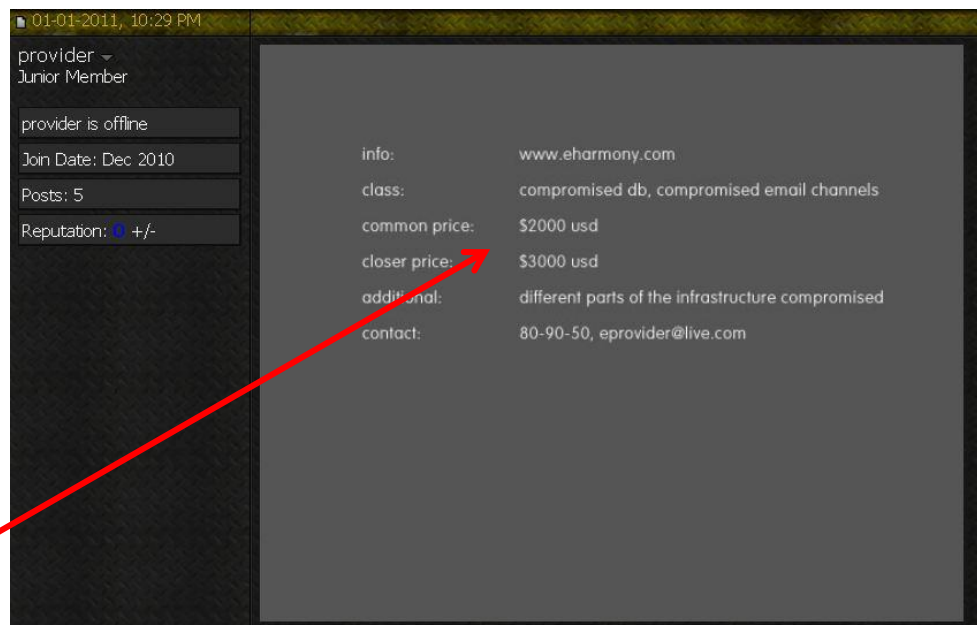 01-01-2011, 10:29 PM
provider
Junior Member
provider is offline
Join Date: Dec 2010
Posts: 5
Reputation: 0 +/-
info: www.eharmony.com
class: compromised db, compromised email channels
common price: $2000 usd
closer price: $3000 usd
additional: different parts of the infrastructure compromised
contact: 80-90-50, eprovider@live.com